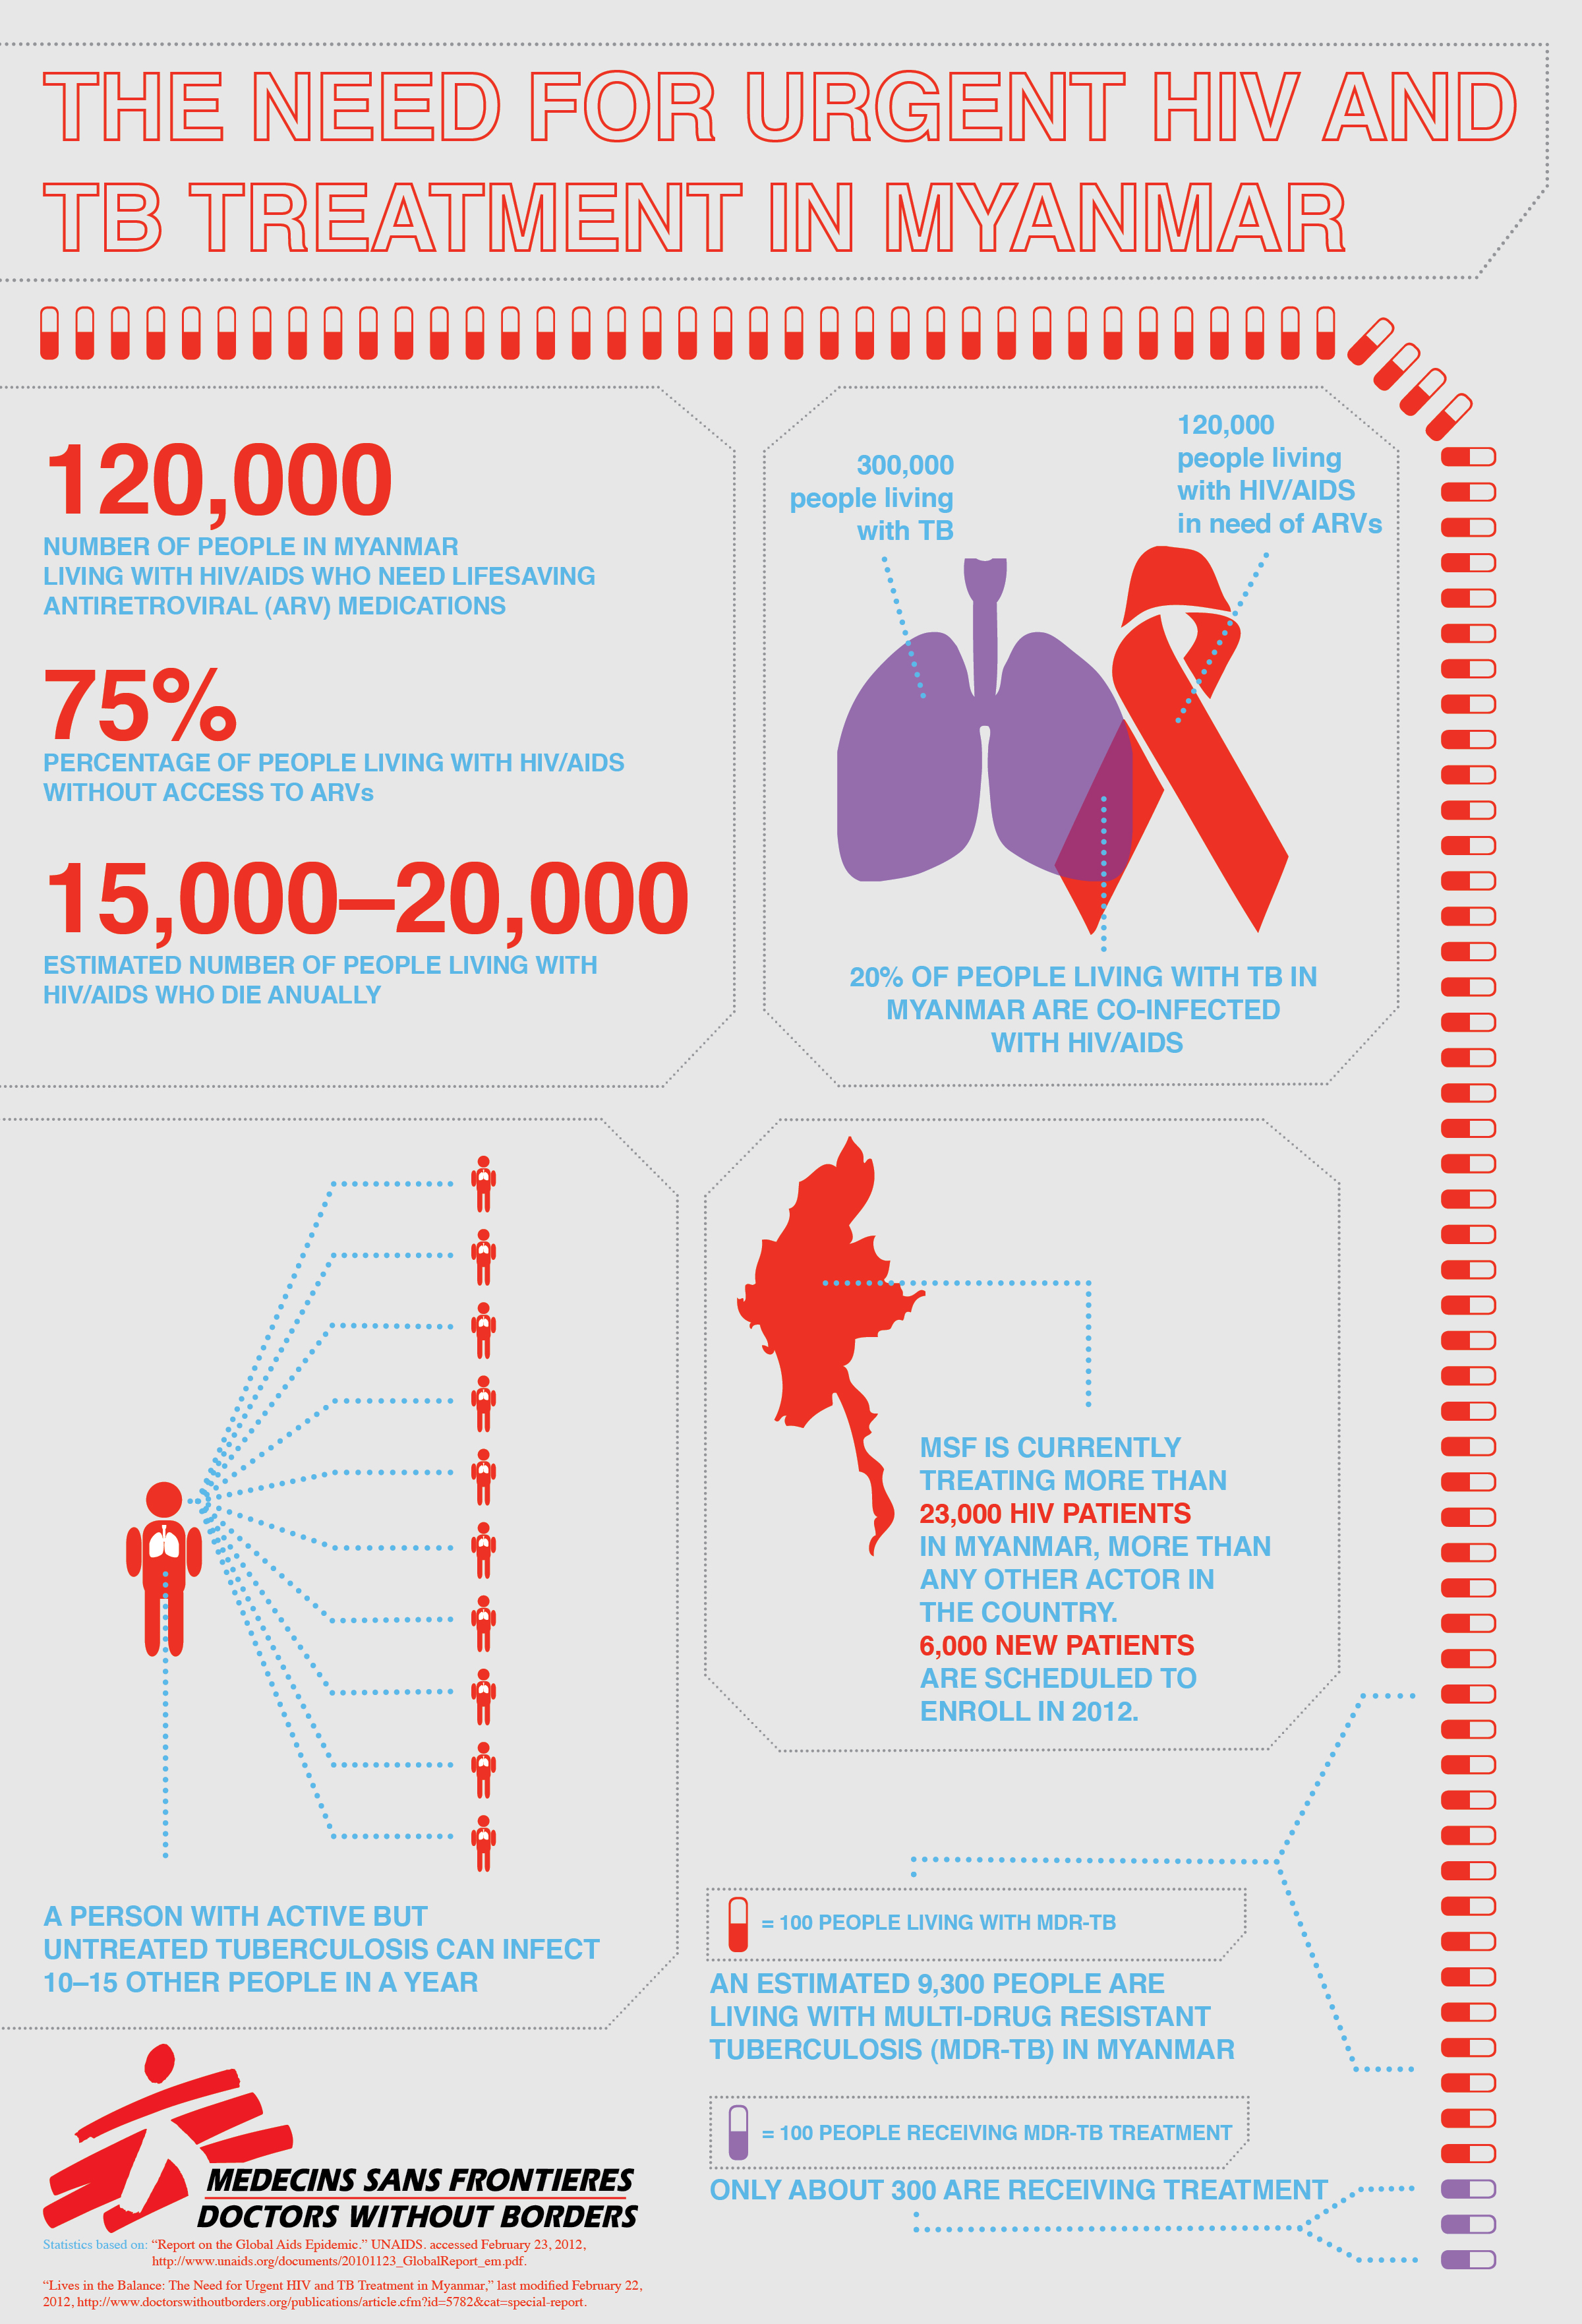 THE NEED FOR URGENT HIV AND
TB TREATMENT IN MYANMAR
120,000
NUMBER OF PEOPLE IN MYANMAR
LIVING WITH HIV/AIDS WHO NEED LIFESAVING
ANTIRETROVIRAL (ARV) MEDICATIONS
75%
PERCENTAGE OF PEOPLE LIVING WITH HIV/AIDS
WITHOUT ACCESS TO ARVs
15,000–20,000
ESTIMATED NUMBER OF PEOPLE LIVING WITH
HIV/AIDS WHO DIE ANUALLY
300,000
people living
with TB
120,000
people living
with HIV/AIDS
in need of ARVs
20% OF PEOPLE LIVING WITH TB IN
MYANMAR ARE CO-INFECTED
WITH HIV/AIDS
A PERSON WITH ACTIVE BUT
UNTREATED TUBERCULOSIS CAN INFECT
10–15 OTHER PEOPLE IN A YEAR
MSF IS CURRENTLY
TREATING MORE THAN
23,000 HIV PATIENTS
IN MYANMAR, MORE THAN
ANY OTHER ACTOR IN
THE COUNTRY.
6,000 NEW PATIENTS
ARE SCHEDULED TO
ENROLL IN 2012.
= 100 PEOPLE LIVING WITH MDR-TB
AN ESTIMATED 9,300 PEOPLE ARE
LIVING WITH MULTI-DRUG RESISTANT
TUBERCULOSIS (MDR-TB) IN MYANMAR
= 100 PEOPLE RECEIVING MDR-TB TREATMENT
ONLY ABOUT 300 ARE RECEIVING TREATMENT
MEDECINS SANS FRONTIERES
DOCTORS WITHOUT BORDERS
Statistics based on: “Report on the Global Aids Epidemic.” UNAIDS. accessed February 23, 2012,
http://www.unaids.org/documents/20101123_GlobalReport_em.pdf.
“Lives in the Balance: The Need for Urgent HIV and TB Treatment in Myanmar,” last modified February 22,
2012, http://www.doctorswithoutborders.org/publications/article.cfm?id=5782&cat=special-report.